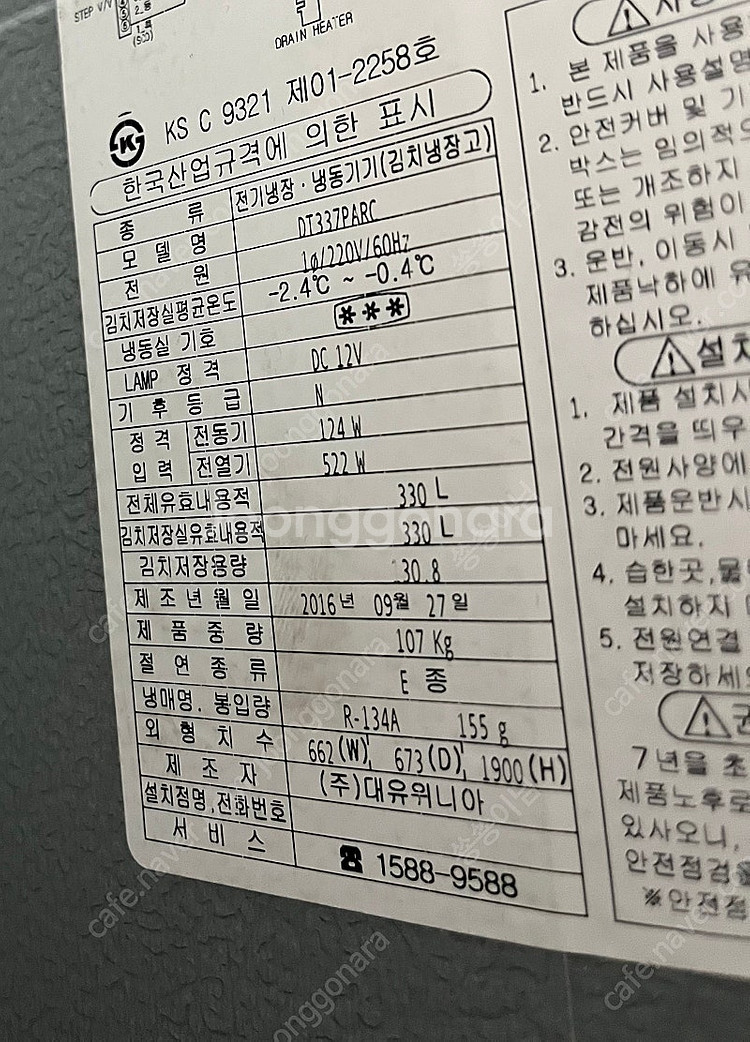 STEP V/V
DRAIN HEATER
KS C 9321 제01-2258호
한국산업규격에 의한 표시
종 류 전기냉장·냉동기기(김치냉장고)
모 델 명 DT337PARC
전 원 1ø/220V/60Hz
김치저장실평균온도 -2.4℃ ~ -0.4℃
냉동실 기호 ***
LAMP 정격 DC 12V
기 후 등 급 N
정 격 입 력 전동기 124 W
전열기 522 W
전체유효내용적 330 L
김치저장실유효내용적 330 L
김치저장용량 130.8
제 조 년 월 일 2016년 09월 27일
제 품 중 량 107 Kg
절 연 종 류 E 종
냉매명. 봉입량 R-134A 155 g
외 형 치 수 662(W), 673(D), 1900(H)
제 조 자 (주)대유위니아
설치점명,전화번호
서 비 스 ☎ 1588-9588
1. 본 제품을 사용
반드시 사용설명
2. 안전커버 및 기
박스는 임의적으
또는 개조하지
감전의 위험이
3. 운반, 이동시
제품낙하에 유
하십시오.
⚠설치
1. 제품 설치시
간격을 띄우
2. 전원사양에
3. 제품운반시
마세요.
4. 습한곳,물
설치하지
5. 전원연결
저장하세요
7년을 초
제품노후로
있사오니,
안전점검을
※안전점
joonggonara
cafe.naver